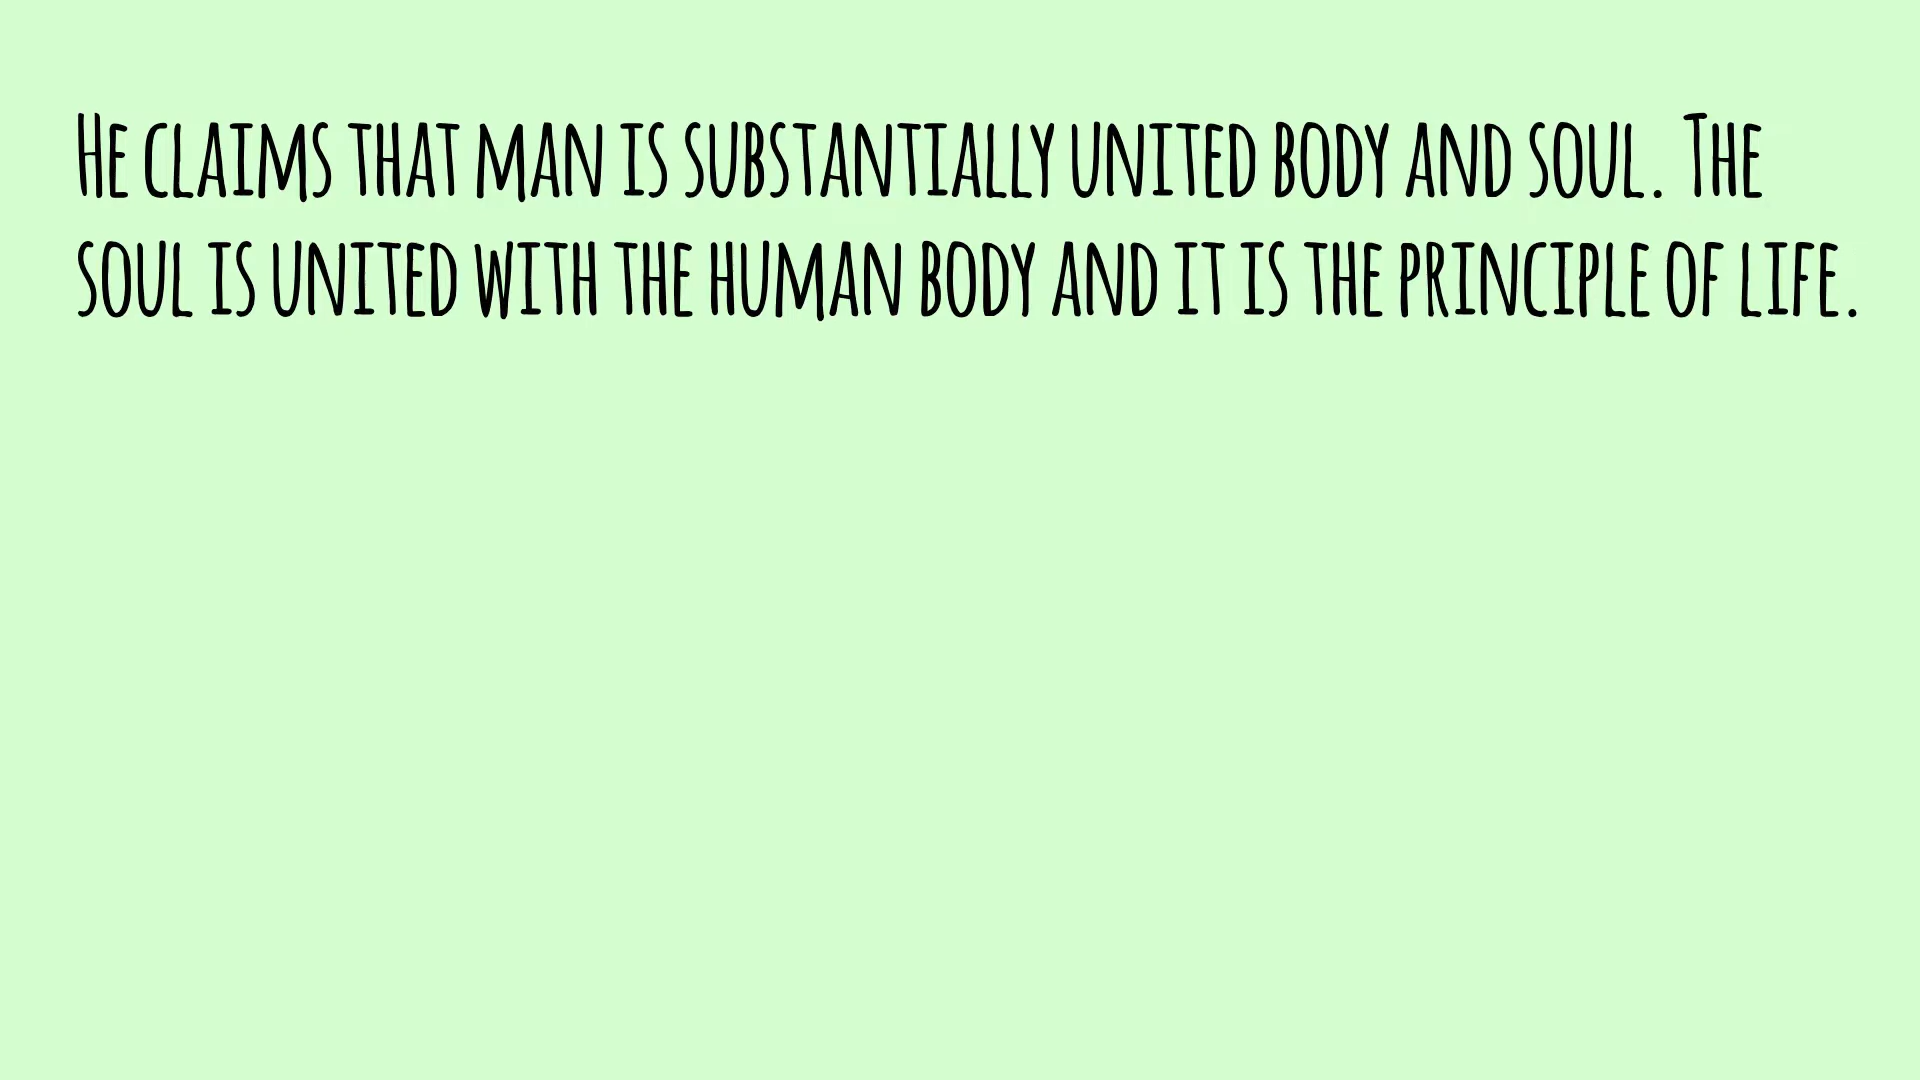 He claims that man is substantially united body and soul. The
soul is united with the human body and it is the principle of life.